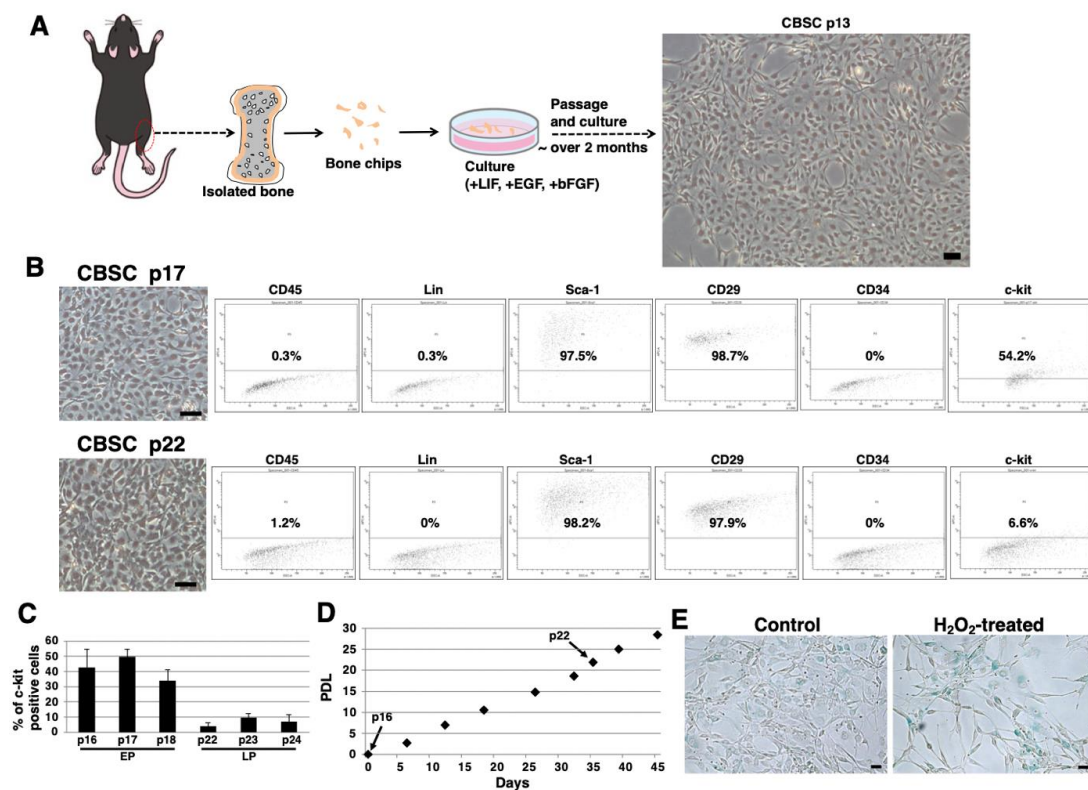 A
CBSC p13
Isolated bone
Bone chips
Culture
(+LIF, +EGF, +bFGF)
Passage
and culture
~ over 2 months
B
CBSC p17
CD45
Lin
Sca-1
CD29
CD34
c-kit
0.3%
0.3%
97.5%
98.7%
0%
54.2%
CBSC p22
CD45
Lin
Sca-1
CD29
CD34
c-kit
1.2%
0%
98.2%
97.9%
0%
6.6%
C
% of c-kit
positive cells
60
50
40
30
20
10
0
p16
p17
p18
p22
p23
p24
EP
LP
D
PDL
30
25
20
15
10
5
0
p16
p22
0
5
10
15
20
25
30
35
40
45
Days
E
Control
H₂O₂-treated